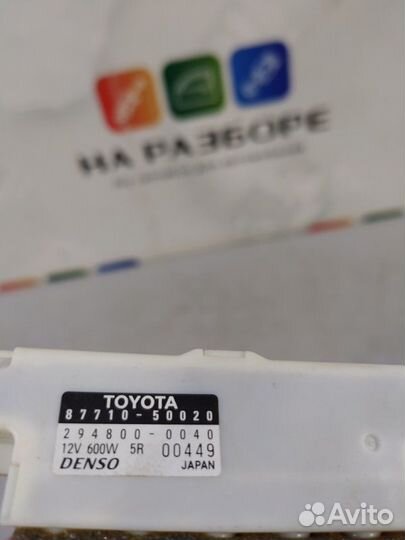 НА РАЗБОРЕ
TOYOTA
87710-50020
294800-0040
12V 600W 5R 00449
DENSO JAPAN
Avito